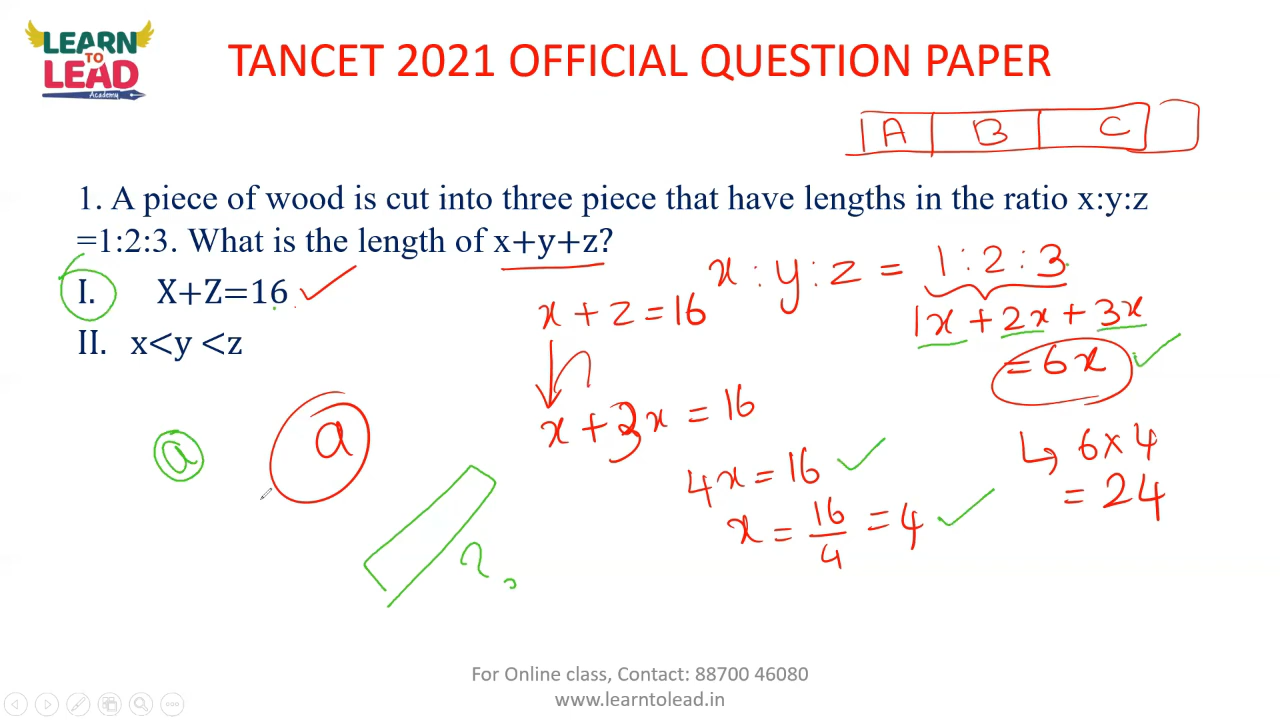 LEARN
TO
LEAD
Academy
TANCET 2021 OFFICIAL QUESTION PAPER
A B C
1. A piece of wood is cut into three piece that have lengths in the ratio x:y:z
=1:2:3. What is the length of x+y+z?
x : y : z = 1 : 2 : 3
I. X+Z=16
x + z = 16
1x + 2x + 3x
II. x<y <z
= 6x
x + 3x = 16
a
a
6 x 4
4x = 16
= 24
x = 16/4 = 4
For Online class, Contact: 88700 46080
www.learntolead.in